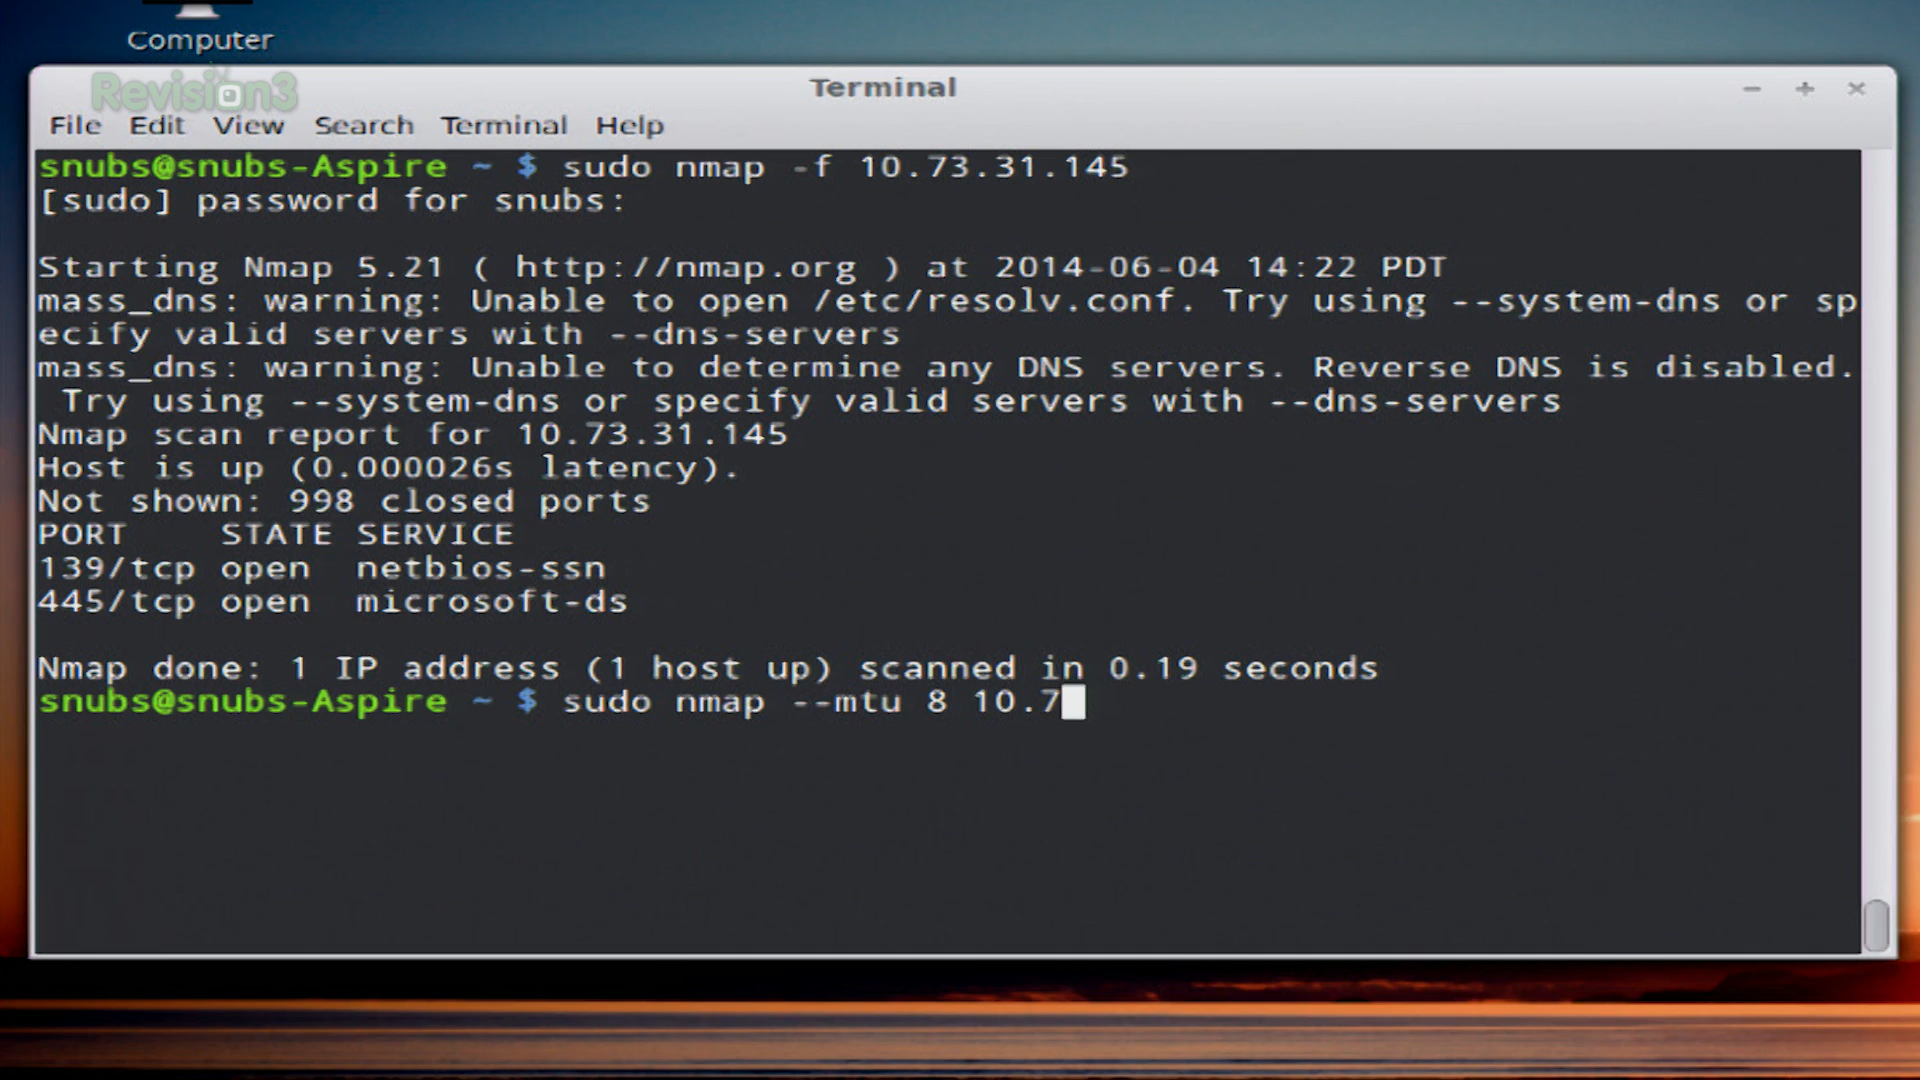 Computer
Revision3
Terminal
File Edit View Search Terminal Help
snubs@snubs-Aspire ~ $ sudo nmap -f 10.73.31.145
[sudo] password for snubs:
Starting Nmap 5.21 ( http://nmap.org ) at 2014-06-04 14:22 PDT
mass_dns: warning: Unable to open /etc/resolv.conf. Try using --system-dns or sp
ecify valid servers with --dns-servers
mass_dns: warning: Unable to determine any DNS servers. Reverse DNS is disabled.
Try using --system-dns or specify valid servers with --dns-servers
Nmap scan report for 10.73.31.145
Host is up (0.000026s latency).
Not shown: 998 closed ports
PORT    STATE SERVICE
139/tcp open  netbios-ssn
445/tcp open  microsoft-ds
Nmap done: 1 IP address (1 host up) scanned in 0.19 seconds
snubs@snubs-Aspire ~ $ sudo nmap --mtu 8 10.7